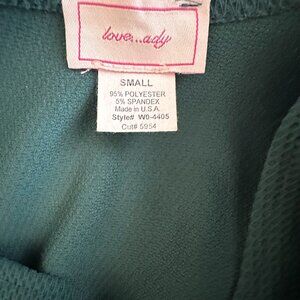 love...ady
SMALL
95% POLYESTER
5% SPANDEX
Made in U.S.A.
Style# W0-4405
Cut# 5954